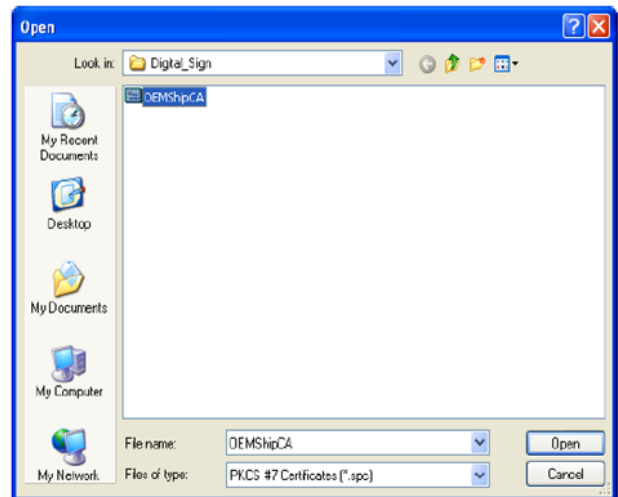 Open
Look in:
Digital_Sign
OEMShipCA
My Recent
Documents
Desktop
My Documents
My Computer
My Network
File name:
OEMShipCA
Open
Files of type:
PKCS #7 Certificates (*.spc)
Cancel